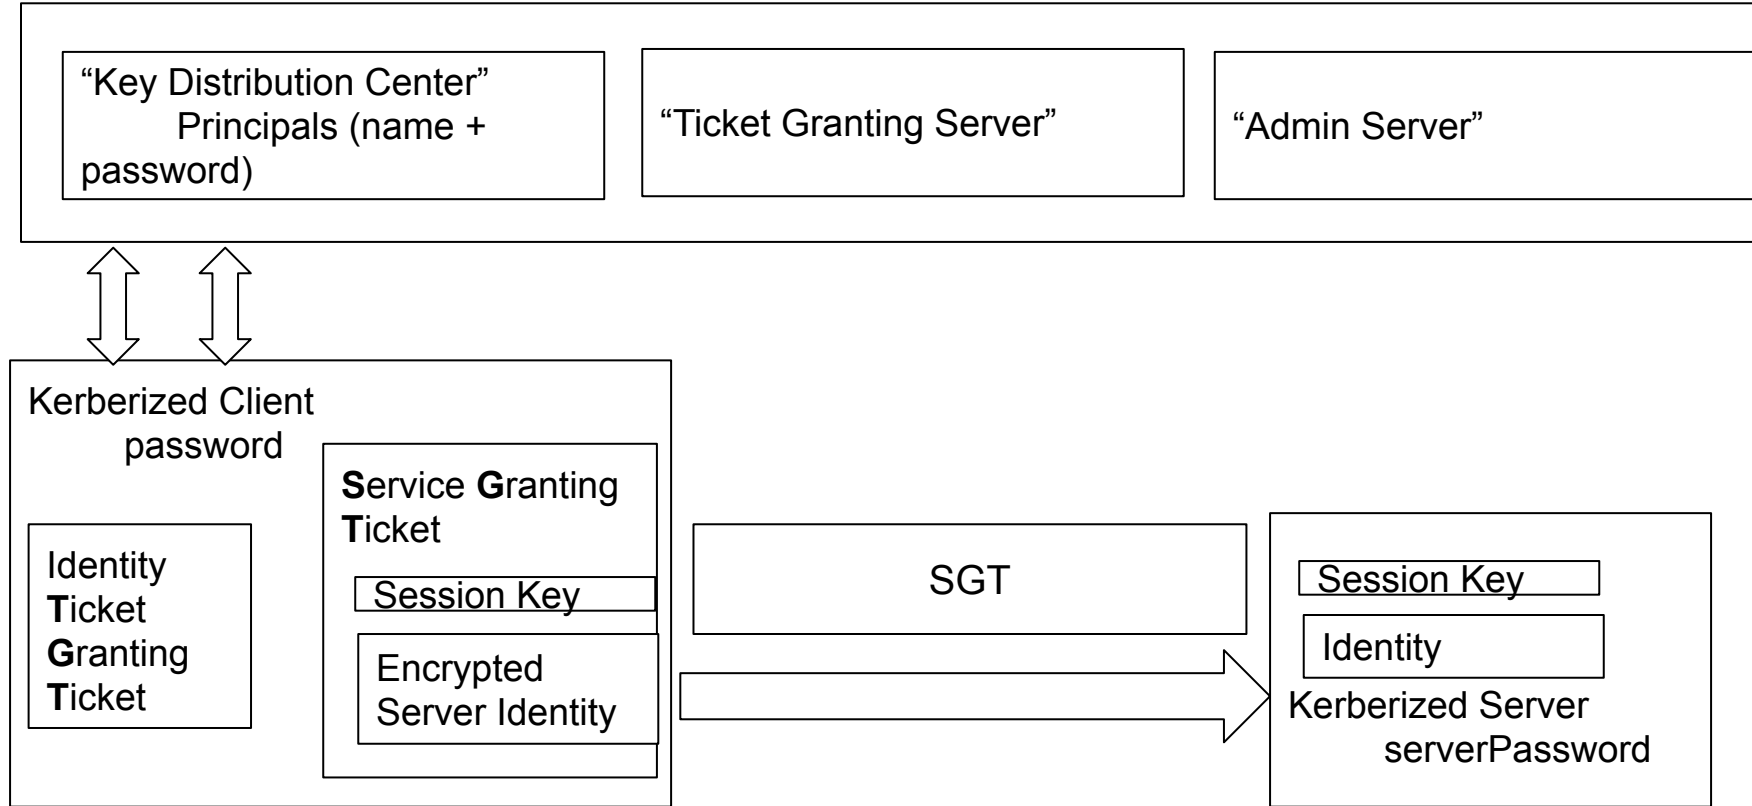 “Key Distribution Center”
Principals (name +
password)
“Ticket Granting Server”
“Admin Server”
Kerberized Client
password
Identity
Ticket
Granting
Ticket
Service Granting
Ticket
Session Key
Encrypted
Server Identity
SGT
Session Key
Identity
Kerberized Server
serverPassword